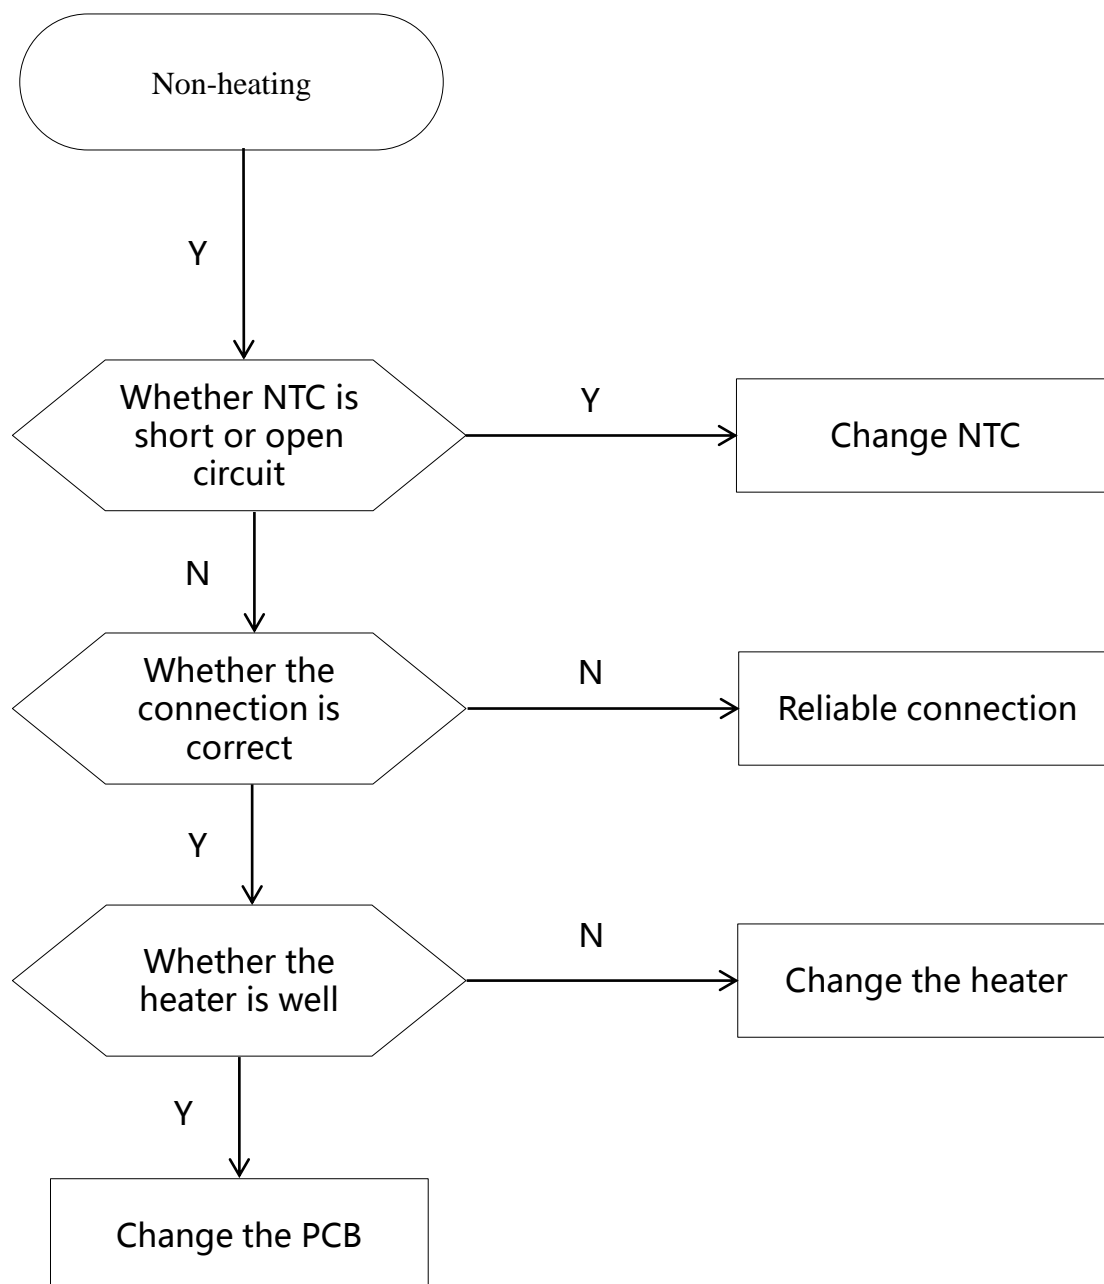 Non-heating
Y
Whether NTC is
short or open
circuit
Y
Change NTC
N
Whether the
connection is
correct
N
Reliable connection
Y
Whether the
heater is well
N
Change the heater
Y
Change the PCB